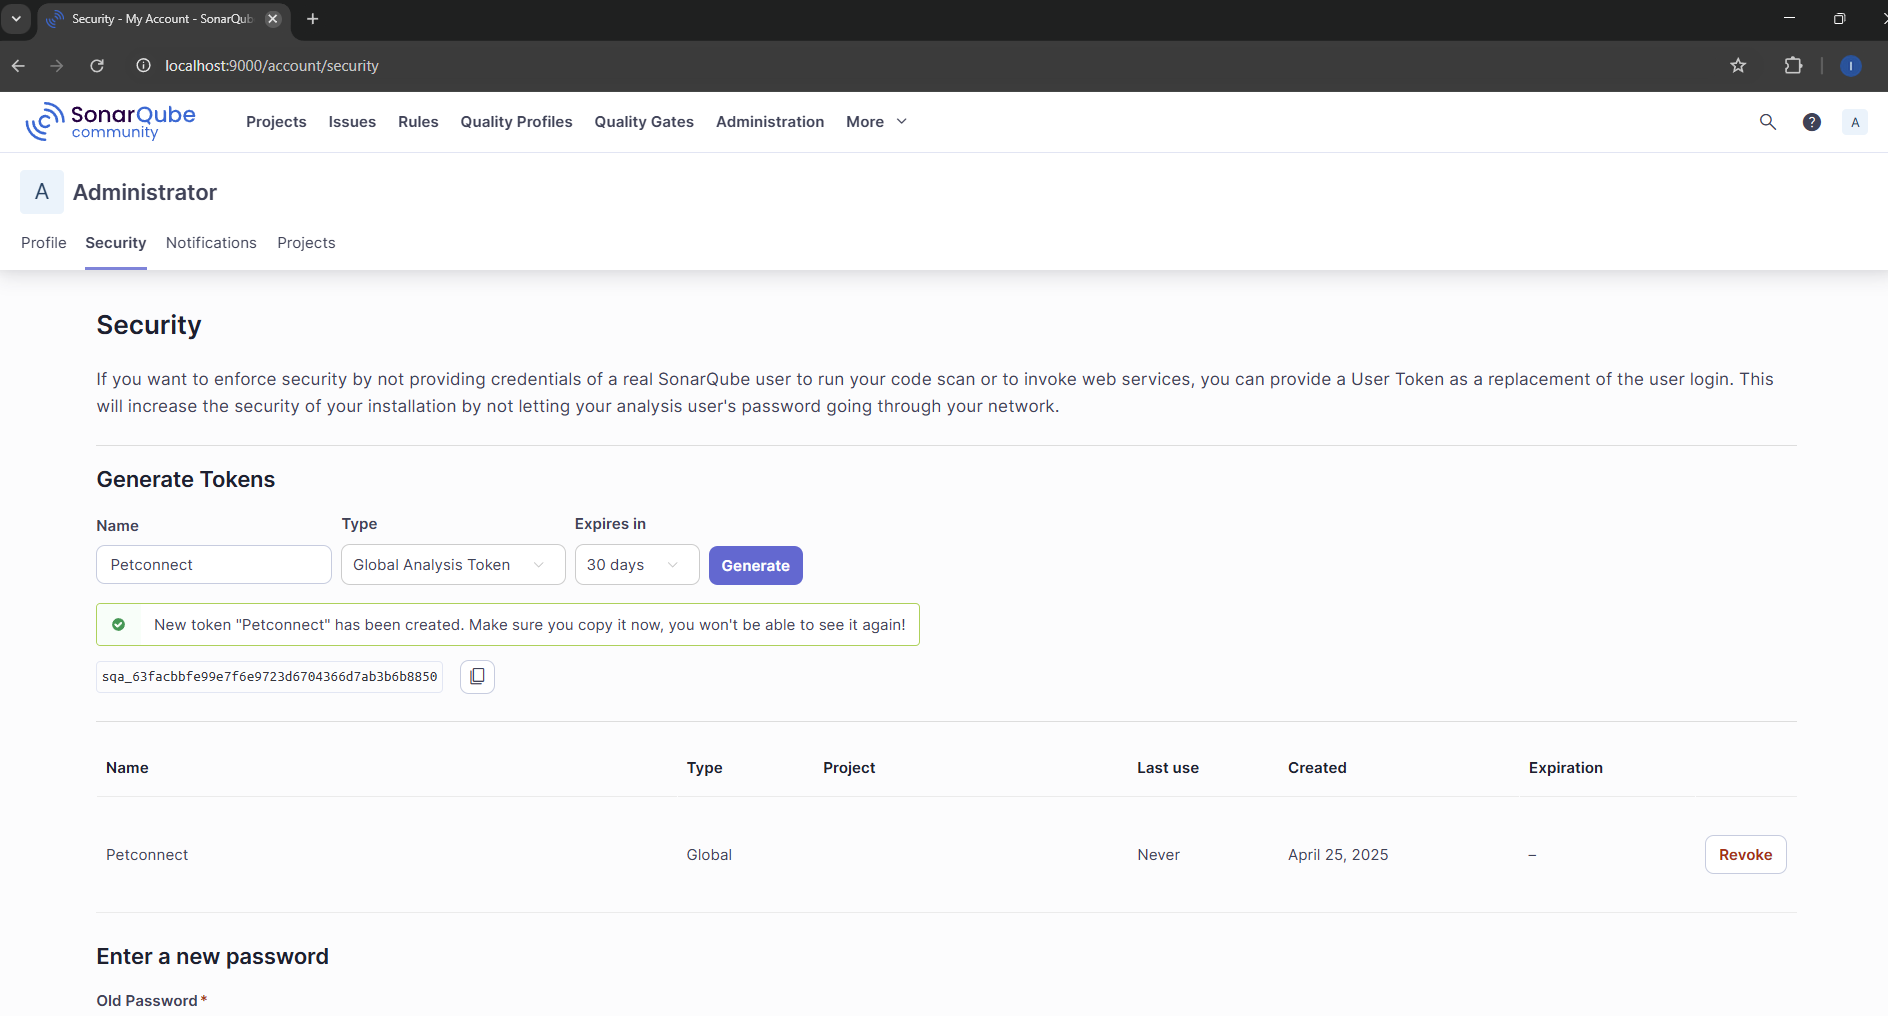 Security - My Account - SonarQub
localhost:9000/account/security
I
SonarQube
community
Projects
Issues
Rules
Quality Profiles
Quality Gates
Administration
More
?
A
A
Administrator
Profile
Security
Notifications
Projects
Security
If you want to enforce security by not providing credentials of a real SonarQube user to run your code scan or to invoke web services, you can provide a User Token as a replacement of the user login. This
will increase the security of your installation by not letting your analysis user's password going through your network.
Generate Tokens
Name
Type
Expires in
Petconnect
Global Analysis Token
30 days
Generate
New token "Petconnect" has been created. Make sure you copy it now, you won't be able to see it again!
sqa_63facbbfe99e7f6e9723d6704366d7ab3b6b8850
Name
Type
Project
Last use
Created
Expiration
Petconnect
Global
Never
April 25, 2025
–
Revoke
Enter a new password
Old Password*